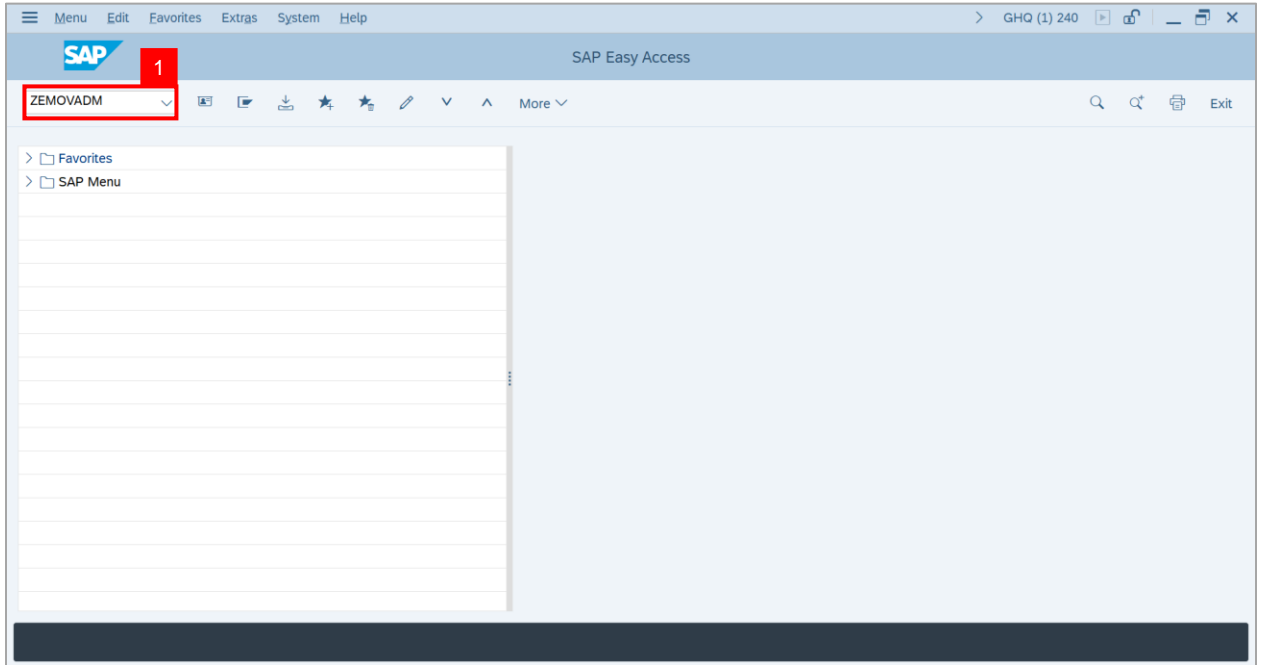 Menu Edit Favorites Extras System Help GHQ (1) 240
SAP SAP Easy Access
1
ZEMOVADM More Exit
Favorites
SAP Menu